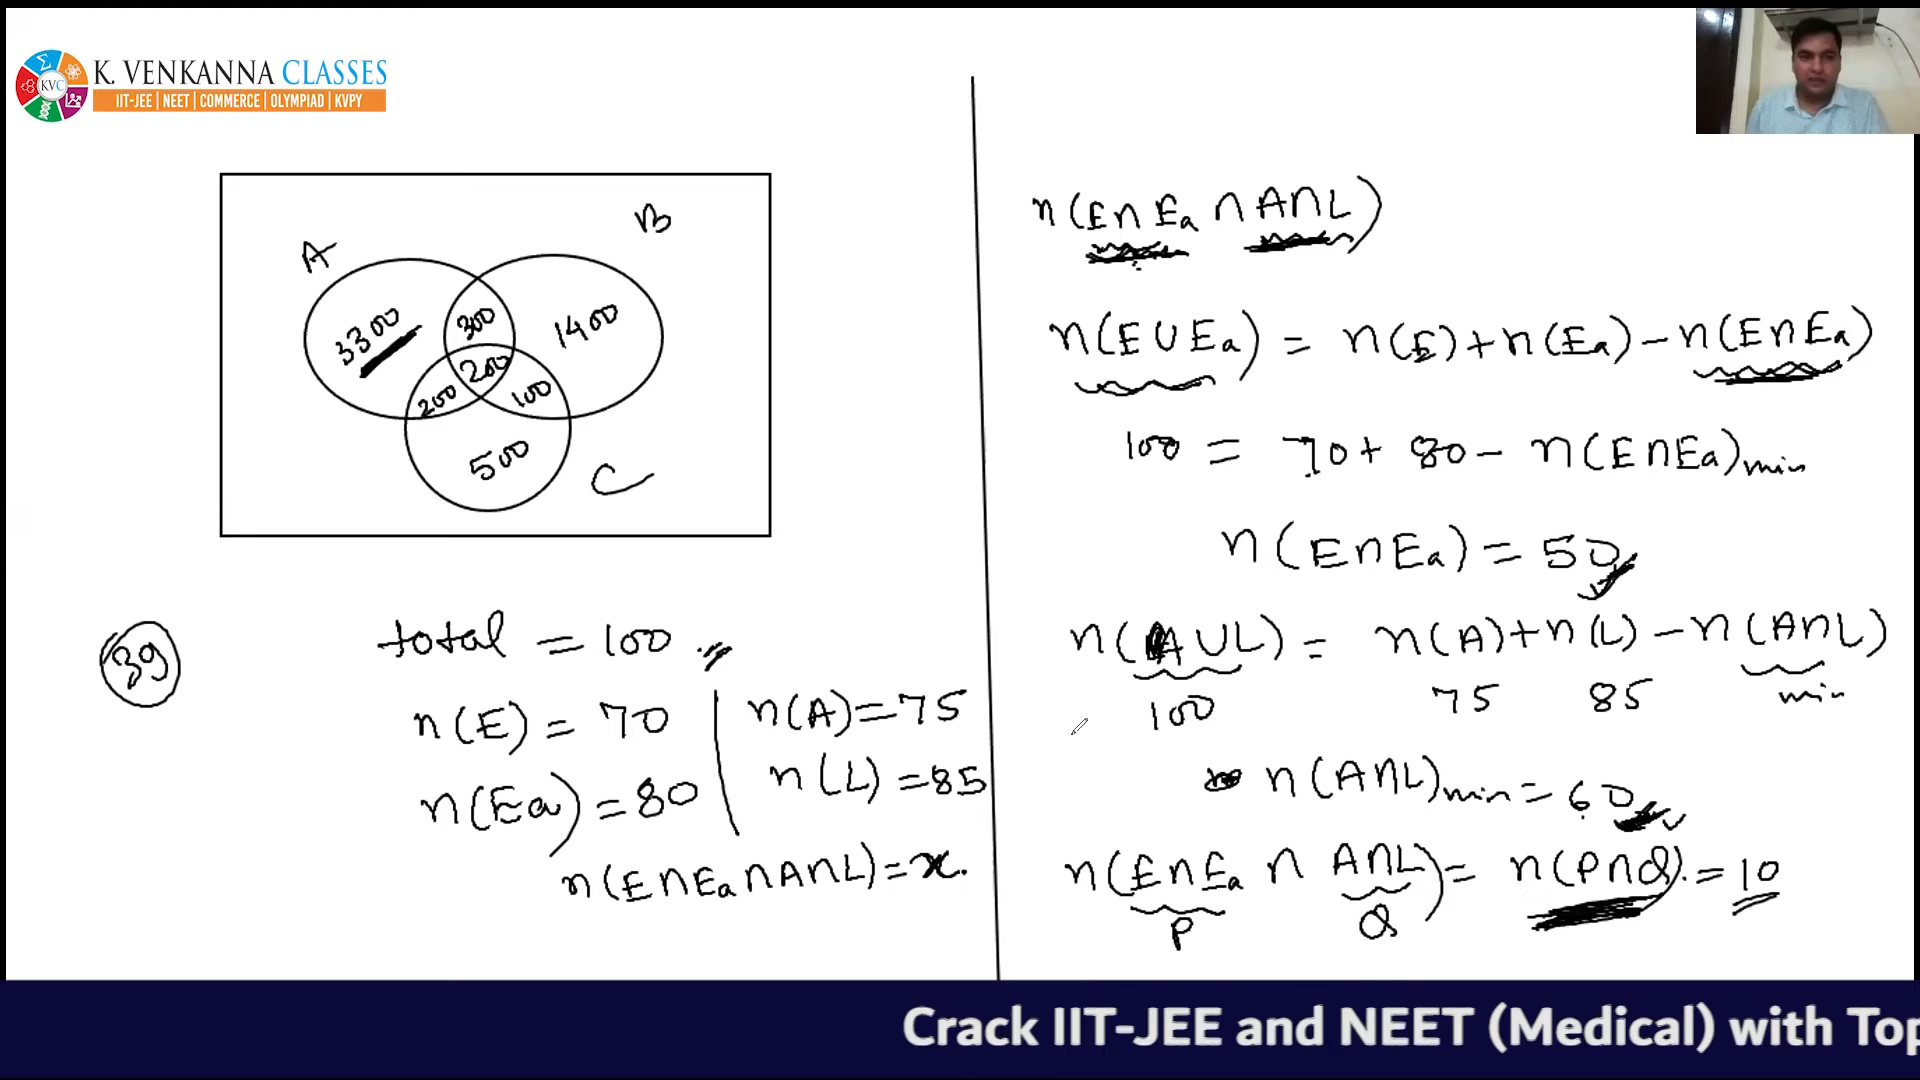 K. VENKANNA CLASSES
KVC
IIT-JEE | NEET | COMMERCE | OLYMPIAD | KVPY
A
B
3300
300
1400
200
200
100
500
C
39
total = 100
n(E) = 70
n(Ea) = 80
n(A) = 75
n(L) = 85
n(E∩Ea∩A∩L) = x.
n(E∩Ea∩A∩L)
n(E∪Ea) = n(E)+n(Ea)-n(E∩Ea)
100 = 70+80-n(E∩Ea)min
n(E∩Ea) = 50
n(A∪L) = n(A)+n(L)-n(A∩L)
100 75 85 min
n(A∩L)min = 60
n(E∩Ea∩A∩L) = n(P∩Q). = 10
P Q
Crack IIT-JEE and NEET (Medical) with Top